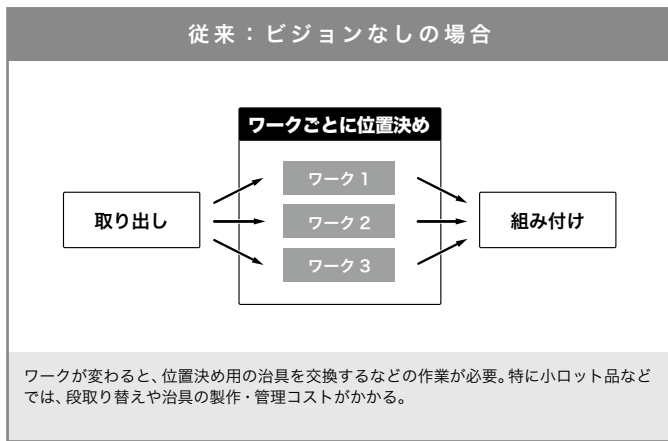 従来：ビジョンなしの場合
ワークごとに位置決め
ワーク 1
取り出し
ワーク 2
組み付け
ワーク 3
ワークが変わると、位置決め用の治具を交換するなどの作業が必要。特に小ロット品など
では、段取り替えや治具の製作・管理コストがかかる。